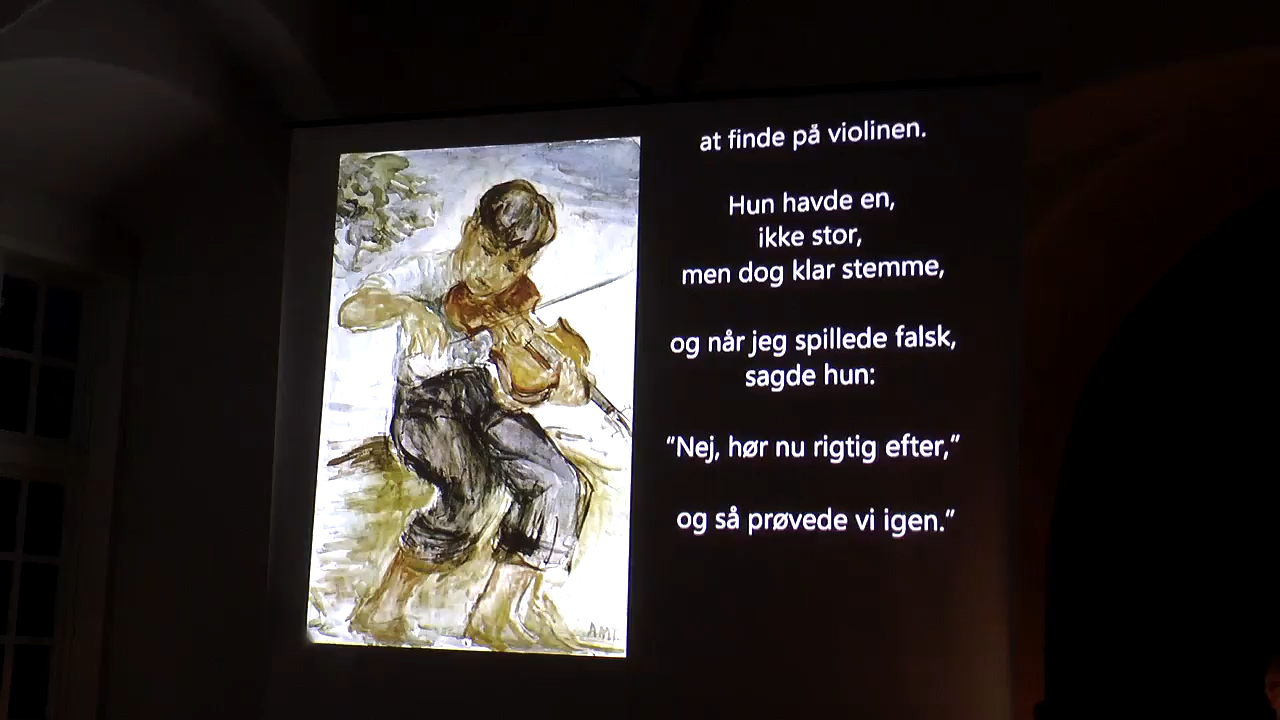 at finde på violinen.
Hun havde en,
ikke stor,
men dog klar stemme,
og når jeg spillede falsk,
sagde hun:
“Nej, hør nu rigtig efter,”
og så prøvede vi igen.”